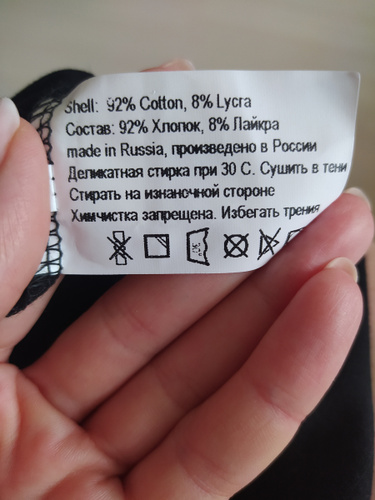 Shell: 92% Cotton, 8% Lycra
Состав: 92% Хлопок, 8% Лайкра
made in Russia, произведено в России
Деликатная стирка при 30 С. Сушить в тени
Стирать на изнаночной стороне
Химчистка запрещена. Избегать трения